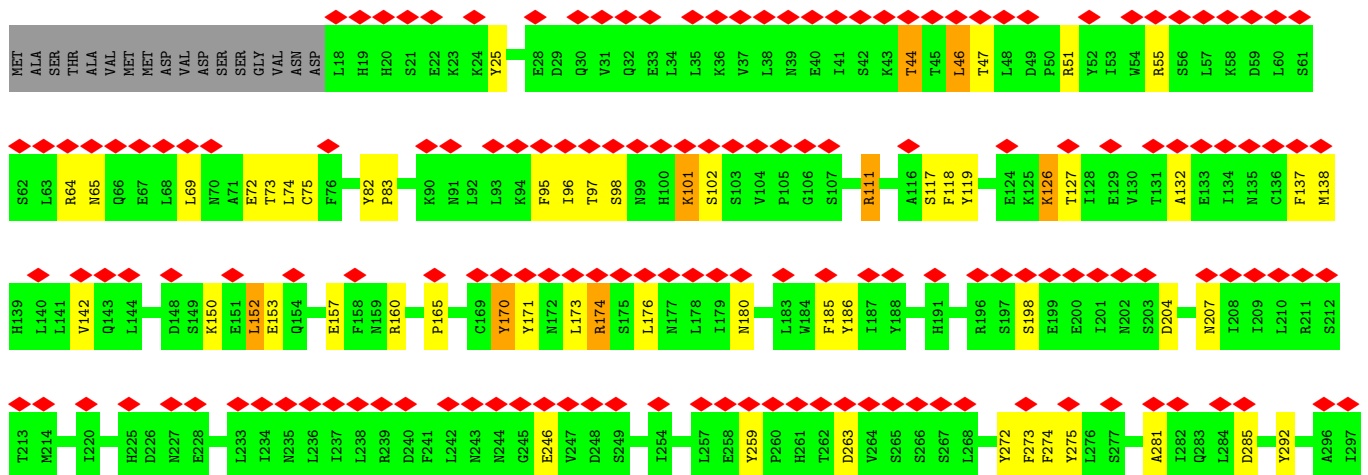 MET ALA SER THR ALA VAL MET MET ASP VAL ASP SER SER GLY VAL ASN ASP L18 H19 H20 S21 E22 K23 K24 Y25 E28 D29 Q30 V31 Q32 E33 L34 L35 K36 V37 L38 N39 E40 I41 S42 K43 T44 T45 L46 T47 L48 D49 P50 R51 Y52 I53 W54 R55 S56 L57 K58 D59 L60 S61
S62 L63 R64 N65 Q66 E67 L68 L69 N70 A71 E72 T73 L74 C75 F76 Y82 P83 K90 N91 L92 L93 K94 F95 I96 T97 S98 N99 H100 K101 S102 S103 V104 P105 G106 S107 R111 A116 S117 F118 Y119 E124 K125 K126 T127 I128 E129 V130 T131 A132 E133 I134 N135 C136 F137 M138
H139 L140 L141 V142 Q143 L144 D148 S149 K150 E151 L152 E153 Q154 E157 F158 N159 R160 P165 C169 Y170 Y171 N172 L173 R174 S175 L176 N177 L178 I179 N180 L183 W184 F185 Y186 I187 Y188 H191 R196 S197 S198 E199 E200 I201 N202 S203 D204 N207 I208 I209 L210 R211 S212
T213 M214 I220 H225 D226 N227 E228 L233 I234 N235 L236 I237 L238 R239 D240 F241 L242 N243 N244 G245 E246 V247 D248 S249 I254 L257 E258 Y259 P260 H261 T262 D263 V264 S265 S266 S267 L268 Y272 F273 F274 Y275 L276 S277 A281 I282 Q283 L284 D285 Y292 A296 I297